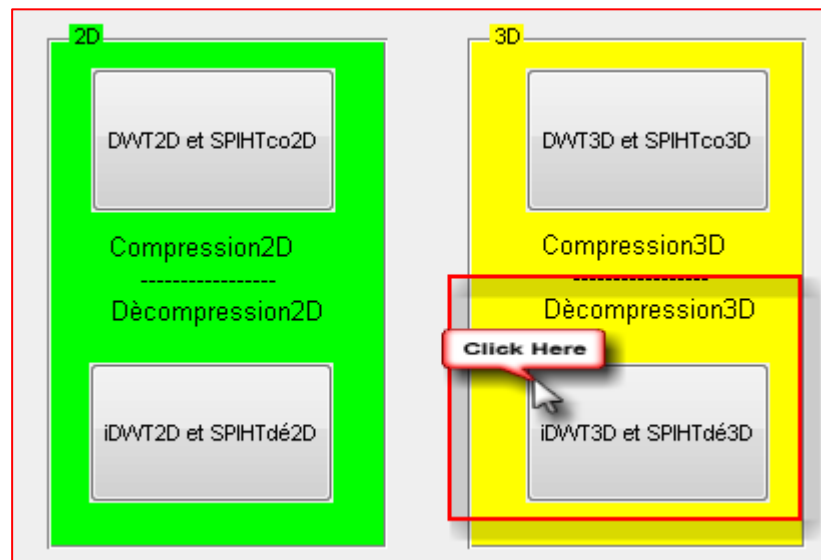 2D
DWT2D et SPIHTco2D
Compression2D
-----------------
Dècompression2D
iDWT2D et SPIHTdé2D
3D
DWT3D et SPIHTco3D
Compression3D
-----------------
Dècompression3D
Click Here
iDWT3D et SPIHTdé3D